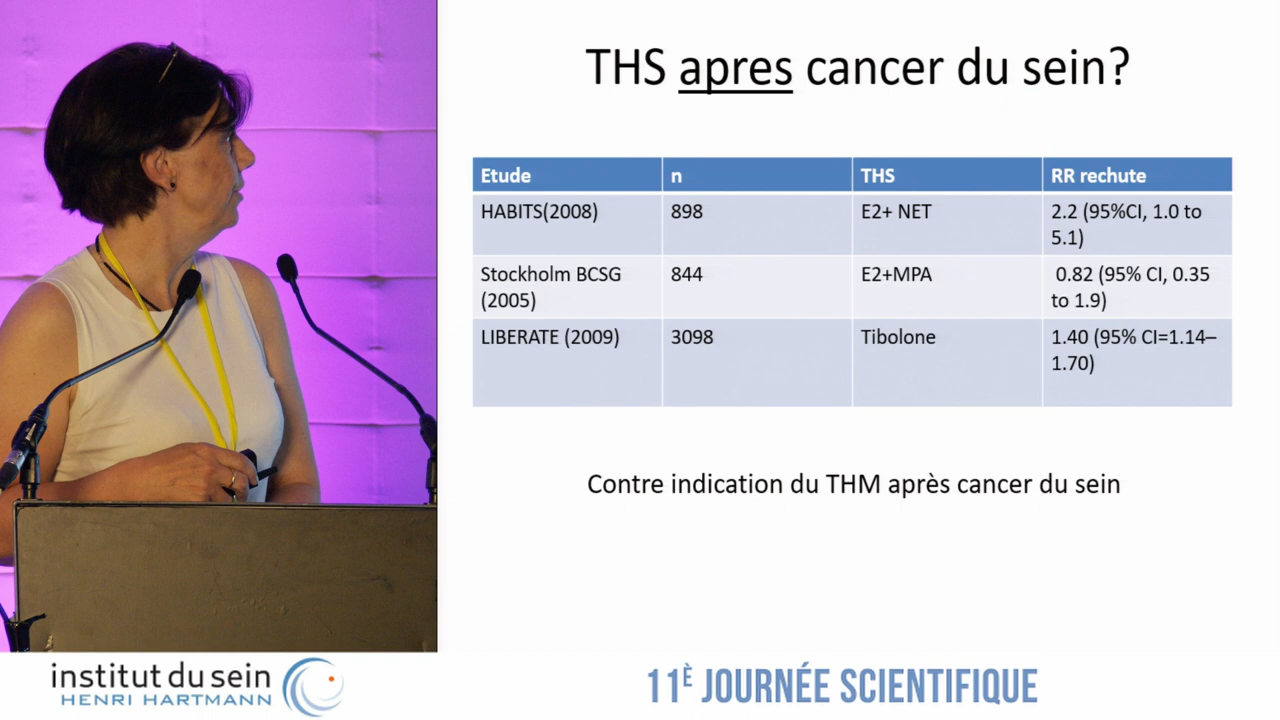 THS apres cancer du sein?
Etude n THS RR rechute
HABITS(2008) 898 E2+ NET 2.2 (95%CI, 1.0 to
5.1)
Stockholm BCSG 844 E2+MPA 0.82 (95% CI, 0.35
(2005) to 1.9)
LIBERATE (2009) 3098 Tibolone 1.40 (95% CI=1.14–
1.70)
Contre indication du THM après cancer du sein
institut du sein
HENRI HARTMANN
11È JOURNÉE SCIENTIFIQUE